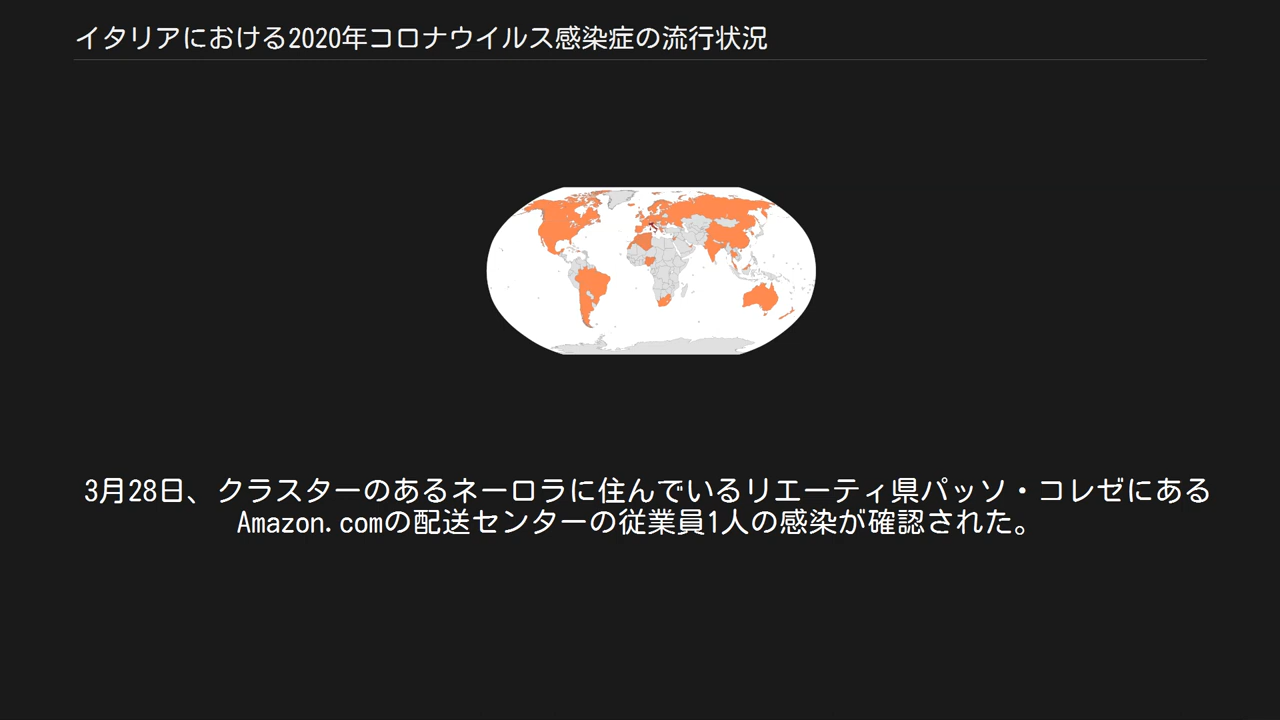 イタリアにおける2020年コロナウイルス感染症の流行状況
3月28日、クラスターのあるネーロラに住んでいるリエーティ県パッソ・コレゼにある
Amazon.comの配送センターの従業員1人の感染が確認された。